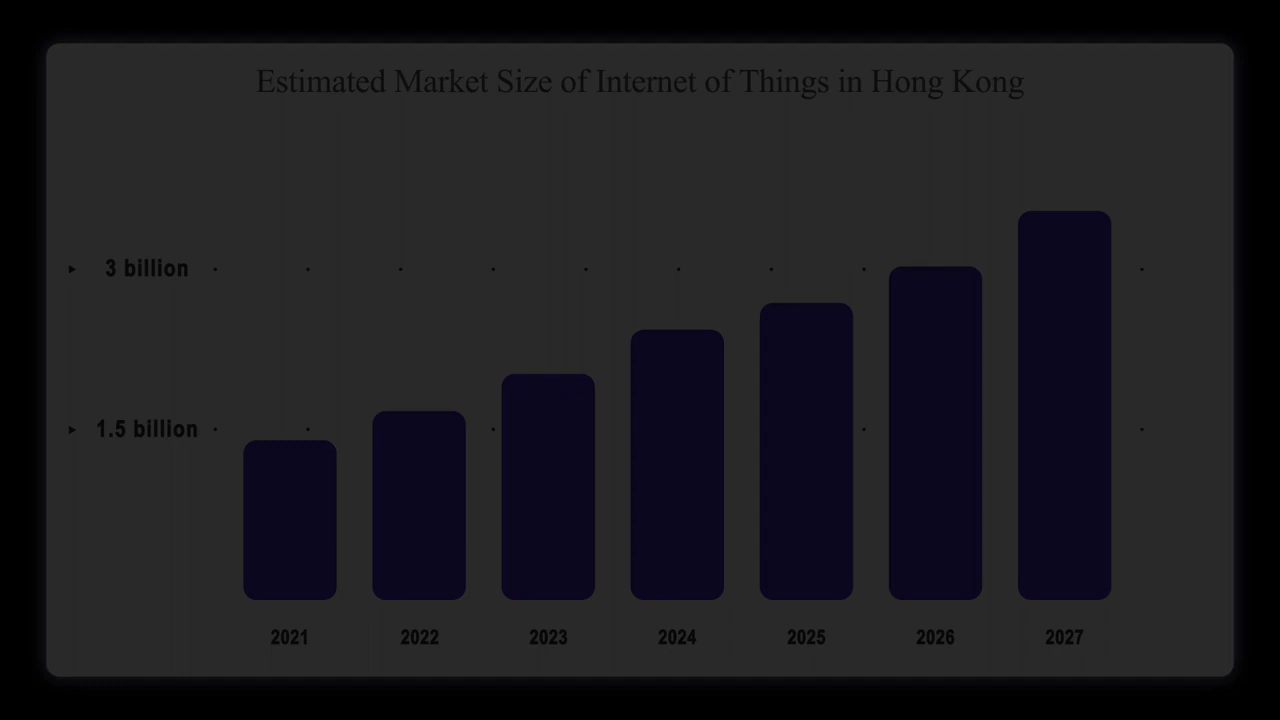 Estimated Market Size of Internet of Things in Hong Kong
3 billion
1.5 billion
2021 2022 2023 2024 2025 2026 2027